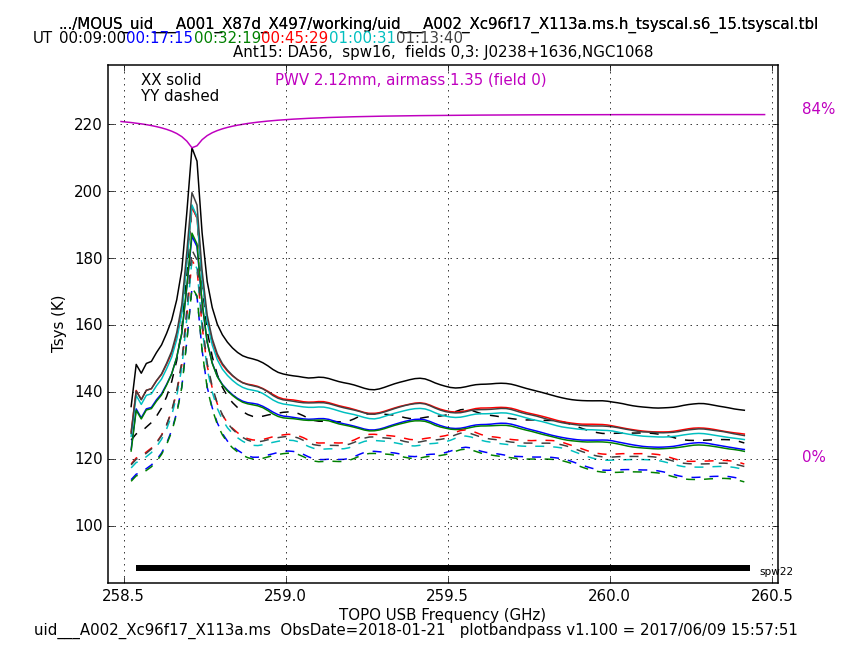 .../MOUS_uid___A001_X87d_X497/working/uid___A002_Xc96f17_X113a.ms.h_tsyscal.s6_15.tsyscal.tbl
UT 00:09:00 00:17:15 00:32:19 00:45:29 01:00:31 01:13:40
Ant15: DA56, spw16, fields 0,3: J0238+1636,NGC1068
XX solid
PWV 2.12mm, airmass 1.35 (field 0)
YY dashed
84%
220
200
180
160
140
120
100
Tsys (K)
0%
spw22
258.5 259.0 259.5 260.0 260.5
TOPO USB Frequency (GHz)
uid___A002_Xc96f17_X113a.ms ObsDate=2018-01-21 plotbandpass v1.100 = 2017/06/09 15:57:51